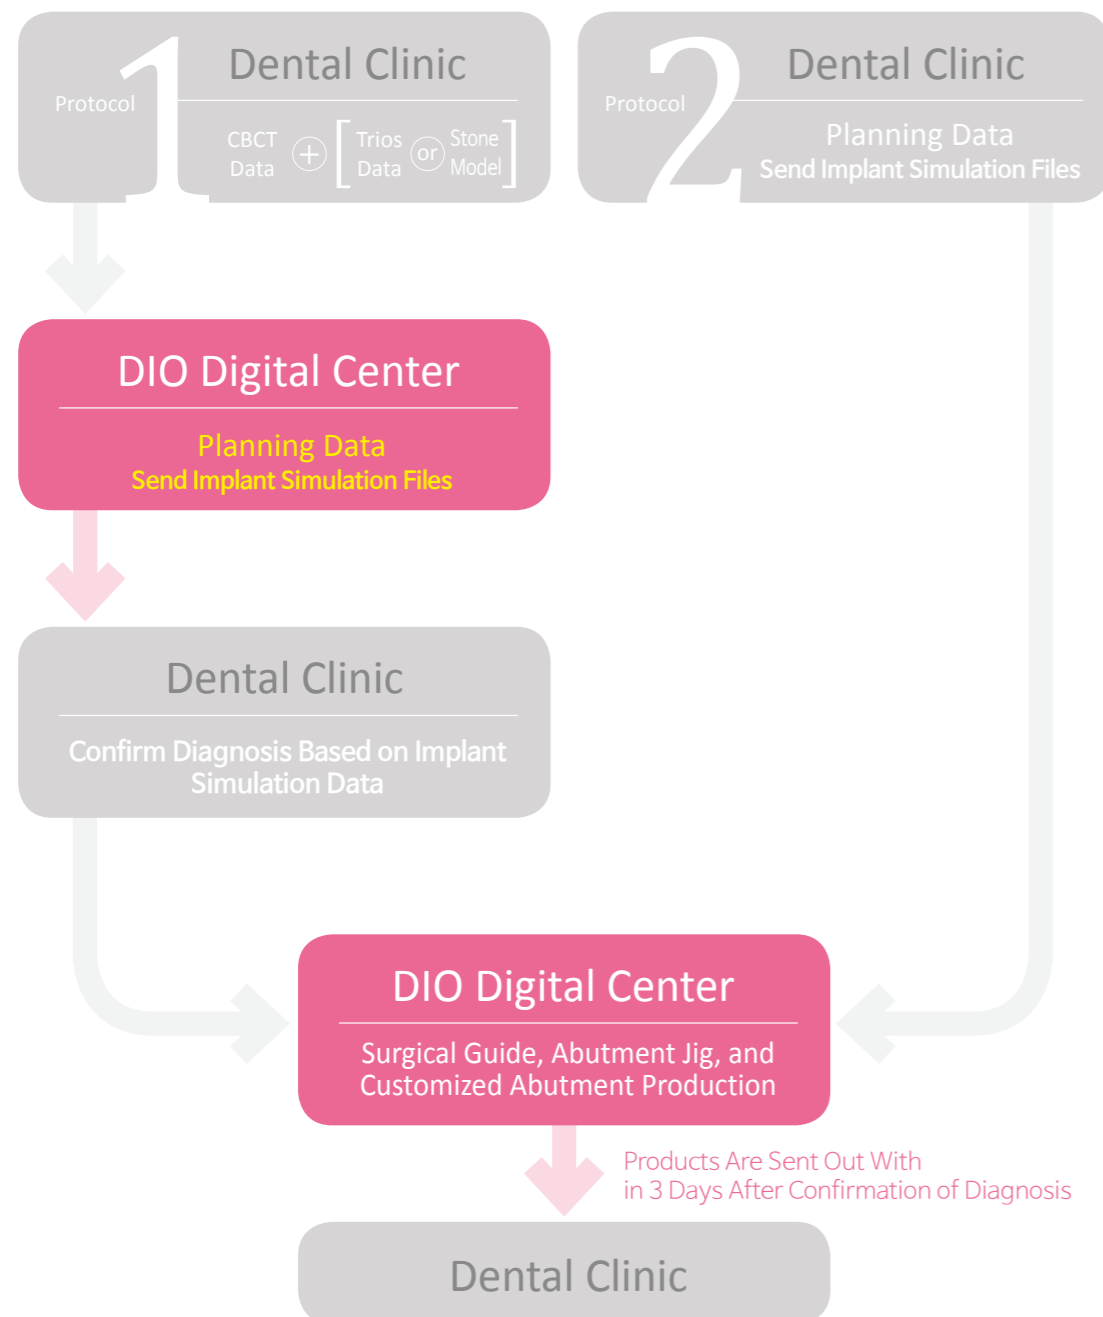 Protocol
1
Dental Clinic
CBCT
Data
+
[
Trios
Data
or
Stone
Model
]
Protocol
2
Dental Clinic
Planning Data
Send Implant Simulation Files
DIO Digital Center
Planning Data
Send Implant Simulation Files
Dental Clinic
Confirm Diagnosis Based on Implant
Simulation Data
DIO Digital Center
Surgical Guide, Abutment Jig, and
Customized Abutment Production
Products Are Sent Out With
in 3 Days After Confirmation of Diagnosis
Dental Clinic